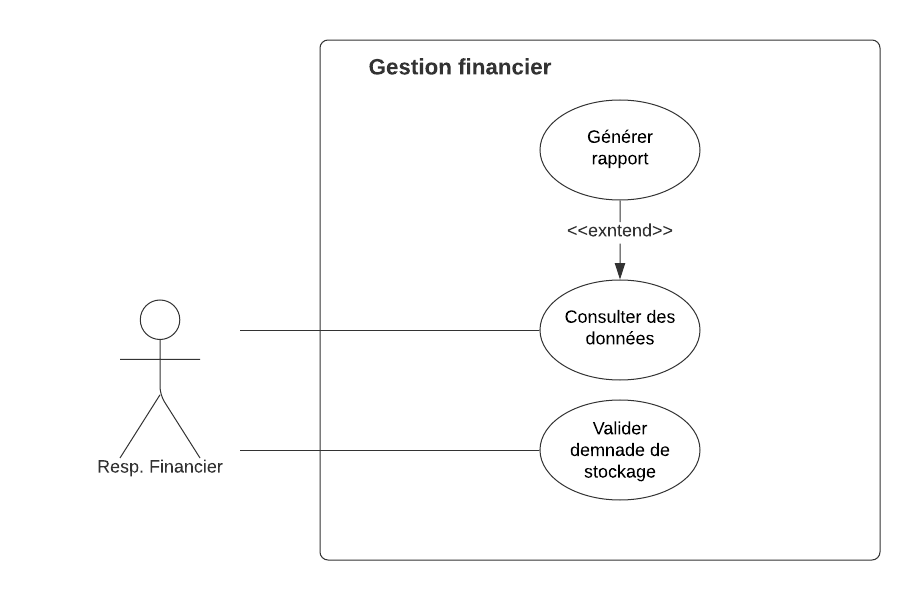 Gestion financier
Générer
rapport
<<exntend>>
Consulter des
données
Valider
demnade de
stockage
Resp. Financier